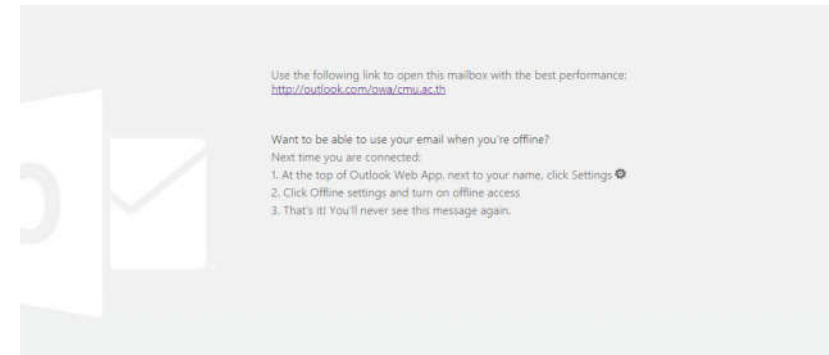 Use the following link to open this mailbox with the best performance:
http://outlook.com/owa/cmu.ac.th
Want to be able to use your email when you're offline?
Next time you are connected:
1. At the top of Outlook Web App, next to your name, click Settings
2. Click Offline settings and turn on offline access
3. That's it! You'll never see this message again.